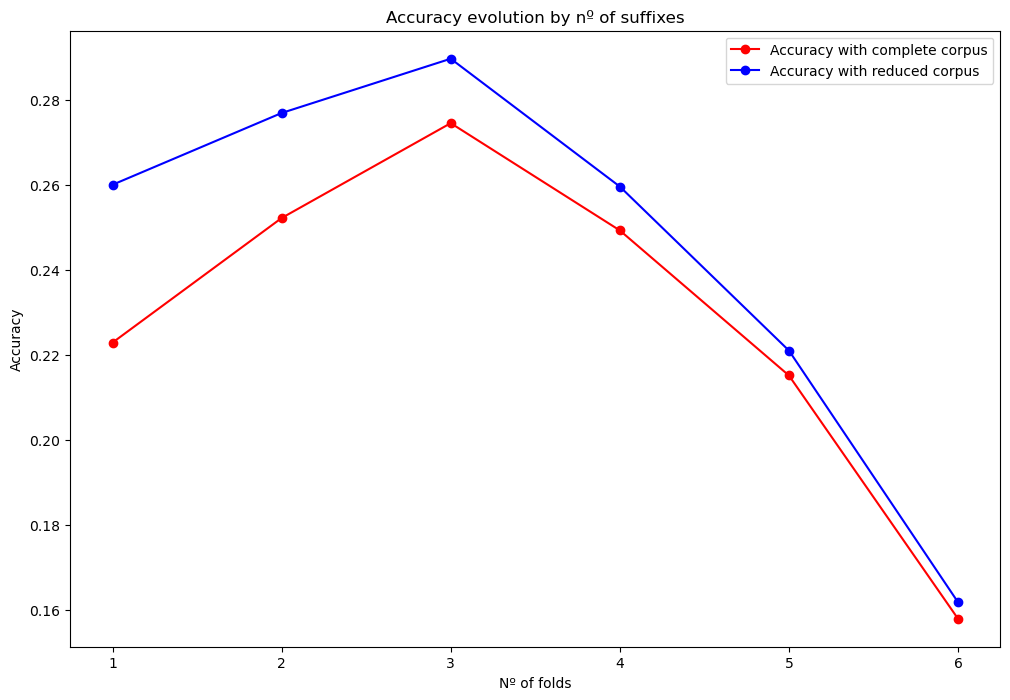 Accuracy evolution by nº of suffixes
Accuracy with complete corpus
Accuracy with reduced corpus
Accuracy
0.28
0.26
0.24
0.22
0.20
0.18
0.16
1 2 3 4 5 6
Nº of folds